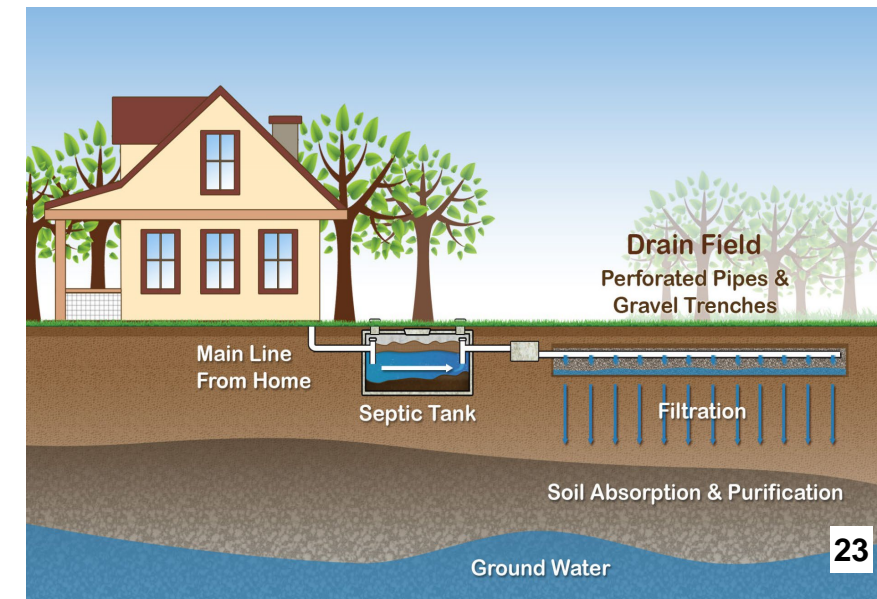 Drain Field
Perforated Pipes &
Gravel Trenches
Main Line
From Home
Septic Tank
Filtration
Soil Absorption & Purification
Ground Water
23